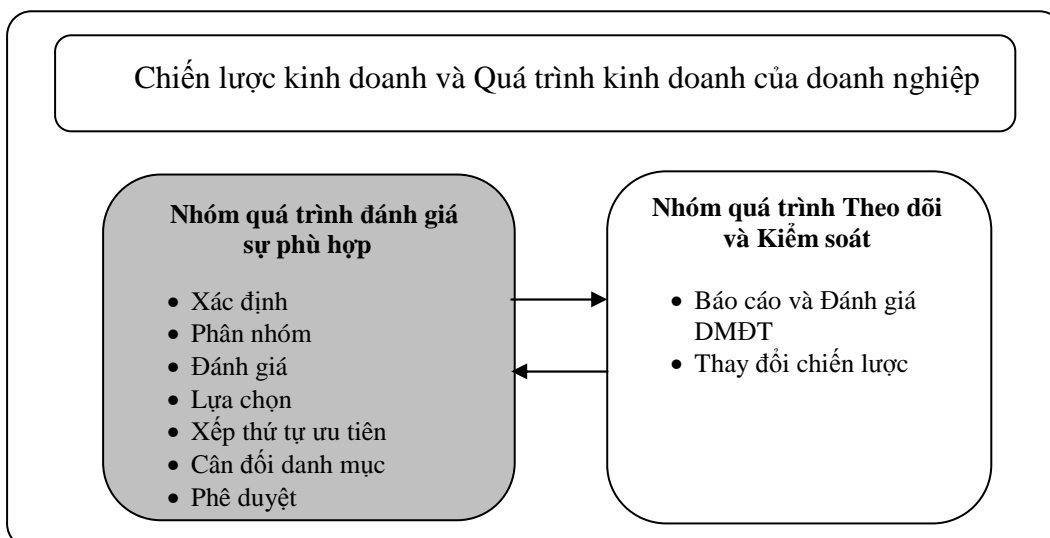 Chiến lược kinh doanh và Quá trình kinh doanh của doanh nghiệp
Nhóm quá trình đánh giá
sự phù hợp
• Xác định
• Phân nhóm
• Đánh giá
• Lựa chọn
• Xếp thứ tự ưu tiên
• Cân đối danh mục
• Phê duyệt
Nhóm quá trình Theo dõi
và Kiểm soát
• Báo cáo và Đánh giá
DMĐT
• Thay đổi chiến lược